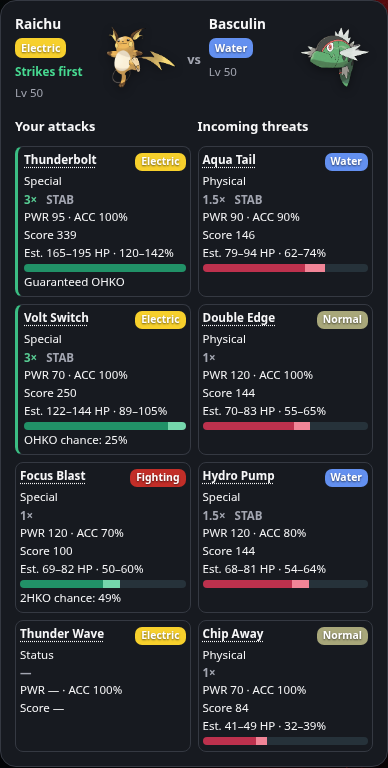 Raichu
Electric
Strikes first
Lv 50
vs
Basculin
Water
Lv 50
Your attacks
Thunderbolt Electric
Special
3× STAB
PWR 95 · ACC 100%
Score 339
Est. 165–195 HP · 120–142%
Guaranteed OHKO
Volt Switch Electric
Special
3× STAB
PWR 70 · ACC 100%
Score 250
Est. 122–144 HP · 89–105%
OHKO chance: 25%
Focus Blast Fighting
Special
1×
PWR 120 · ACC 70%
Score 100
Est. 69–82 HP · 50–60%
2HKO chance: 49%
Thunder Wave Electric
Status
—
PWR — · ACC 100%
Score —
Incoming threats
Aqua Tail Water
Physical
1.5× STAB
PWR 90 · ACC 90%
Score 146
Est. 79–94 HP · 62–74%
Double Edge Normal
Physical
1×
PWR 120 · ACC 100%
Score 144
Est. 70–83 HP · 55–65%
Hydro Pump Water
Special
1.5× STAB
PWR 120 · ACC 80%
Score 144
Est. 68–81 HP · 54–64%
Chip Away Normal
Physical
1×
PWR 70 · ACC 100%
Score 84
Est. 41–49 HP · 32–39%